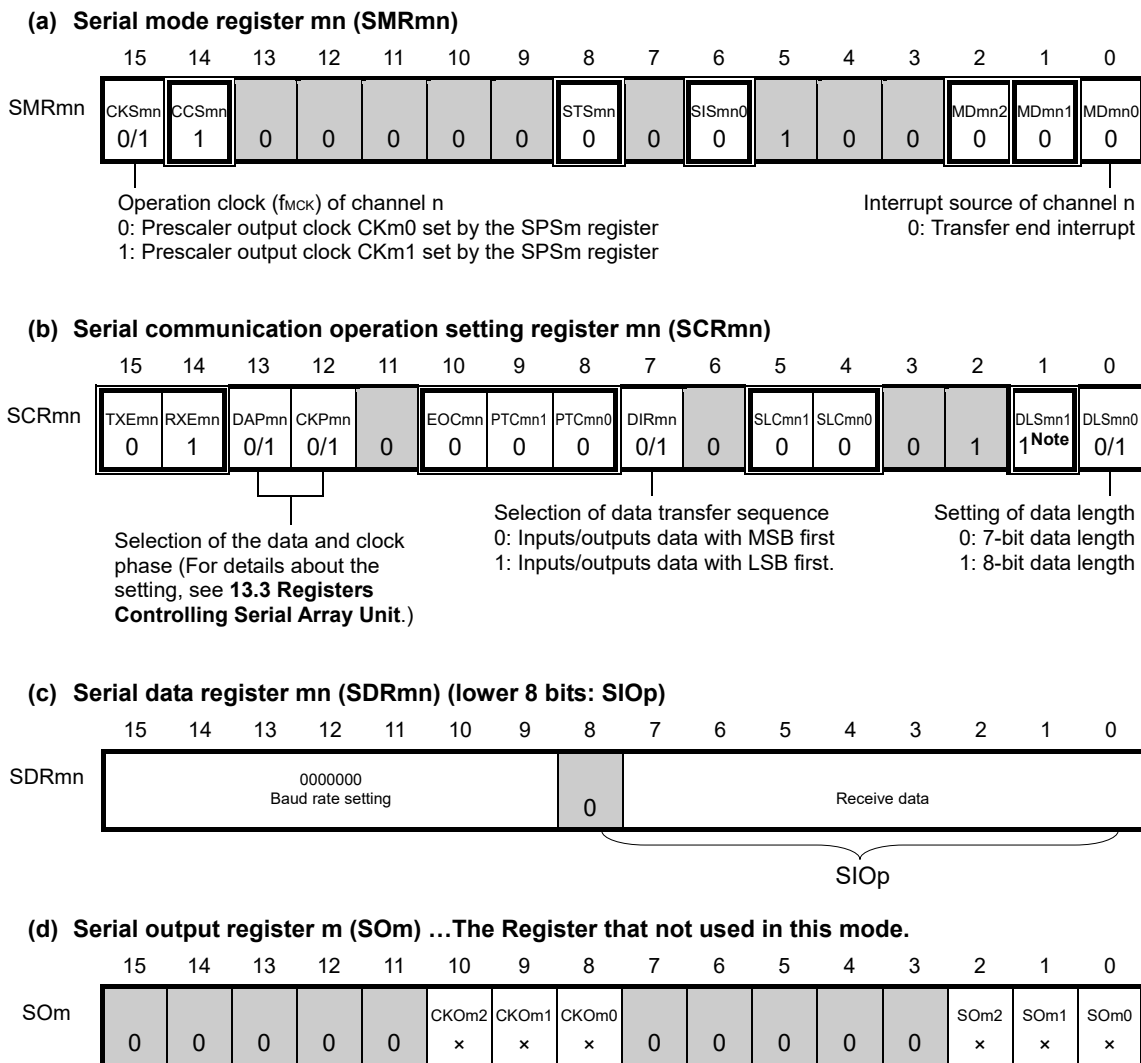 (a) Serial mode register mn (SMRmn)
15 14 13 12 11 10 9 8 7 6 5 4 3 2 1 0
SMRmn CKSmn CCSmn STSmn SISmn0 MDmn2 MDmn1 MDmn0
0/1 1 0 0 0 0 0 0 0 0 1 0 0 0 0 0
Operation clock (fMCK) of channel n
0: Prescaler output clock CKm0 set by the SPSm register
1: Prescaler output clock CKm1 set by the SPSm register
Interrupt source of channel n
0: Transfer end interrupt
(b) Serial communication operation setting register mn (SCRmn)
15 14 13 12 11 10 9 8 7 6 5 4 3 2 1 0
SCRmn TXEmn RXEmn DAPmn CKPmn EOCmn PTCmn1 PTCmn0 DIRmn SLCmn1 SLCmn0 DLSmn1 DLSmn0
0 1 0/1 0/1 0 0 0 0 0/1 0 0 0 0 1 1Note 0/1
Selection of the data and clock
phase (For details about the
setting, see 13.3 Registers
Controlling Serial Array Unit.)
Selection of data transfer sequence
0: Inputs/outputs data with MSB first
1: Inputs/outputs data with LSB first.
Setting of data length
0: 7-bit data length
1: 8-bit data length
(c) Serial data register mn (SDRmn) (lower 8 bits: SIOp)
15 14 13 12 11 10 9 8 7 6 5 4 3 2 1 0
SDRmn
0000000
Baud rate setting
0
Receive data
SIOp
(d) Serial output register m (SOm) …The Register that not used in this mode.
15 14 13 12 11 10 9 8 7 6 5 4 3 2 1 0
SOm CKOm2 CKOm1 CKOm0 SOm2 SOm1 SOm0
0 0 0 0 0 × × × 0 0 0 0 0 × × ×